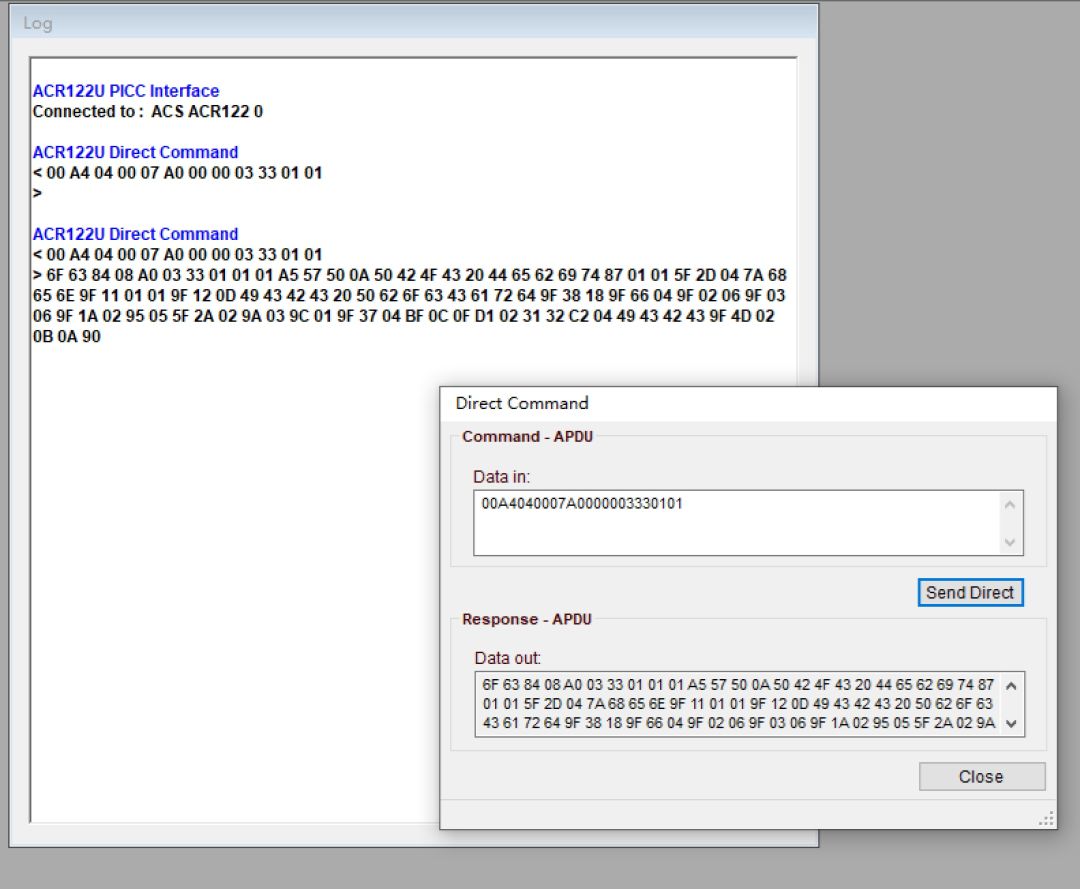 Log
ACR122U PICC Interface
Connected to : ACS ACR122 0
ACR122U Direct Command
< 00 A4 04 00 07 A0 00 00 03 33 01 01
>
ACR122U Direct Command
< 00 A4 04 00 07 A0 00 00 03 33 01 01
> 6F 63 84 08 A0 03 33 01 01 01 A5 57 50 0A 50 42 4F 43 20 44 65 62 69 74 87 01 01 5F 2D 04 7A 68
65 6E 9F 11 01 01 9F 12 0D 49 43 42 43 20 50 62 6F 63 43 61 72 64 9F 38 18 9F 66 04 9F 02 06 9F 03
06 9F 1A 02 95 05 5F 2A 02 9A 03 9C 01 9F 37 04 BF 0C 0F D1 02 31 32 C2 04 49 43 42 43 9F 4D 02
0B 0A 90
Direct Command
Command - APDU
Data in:
00A4040007A0000003330101
Send Direct
Response - APDU
Data out:
6F 63 84 08 A0 03 33 01 01 01 A5 57 50 0A 50 42 4F 43 20 44 65 62 69 74 87
01 01 5F 2D 04 7A 68 65 6E 9F 11 01 01 9F 12 0D 49 43 42 43 20 50 62 6F 63
43 61 72 64 9F 38 18 9F 66 04 9F 02 06 9F 03 06 9F 1A 02 95 05 5F 2A 02 9A
Close